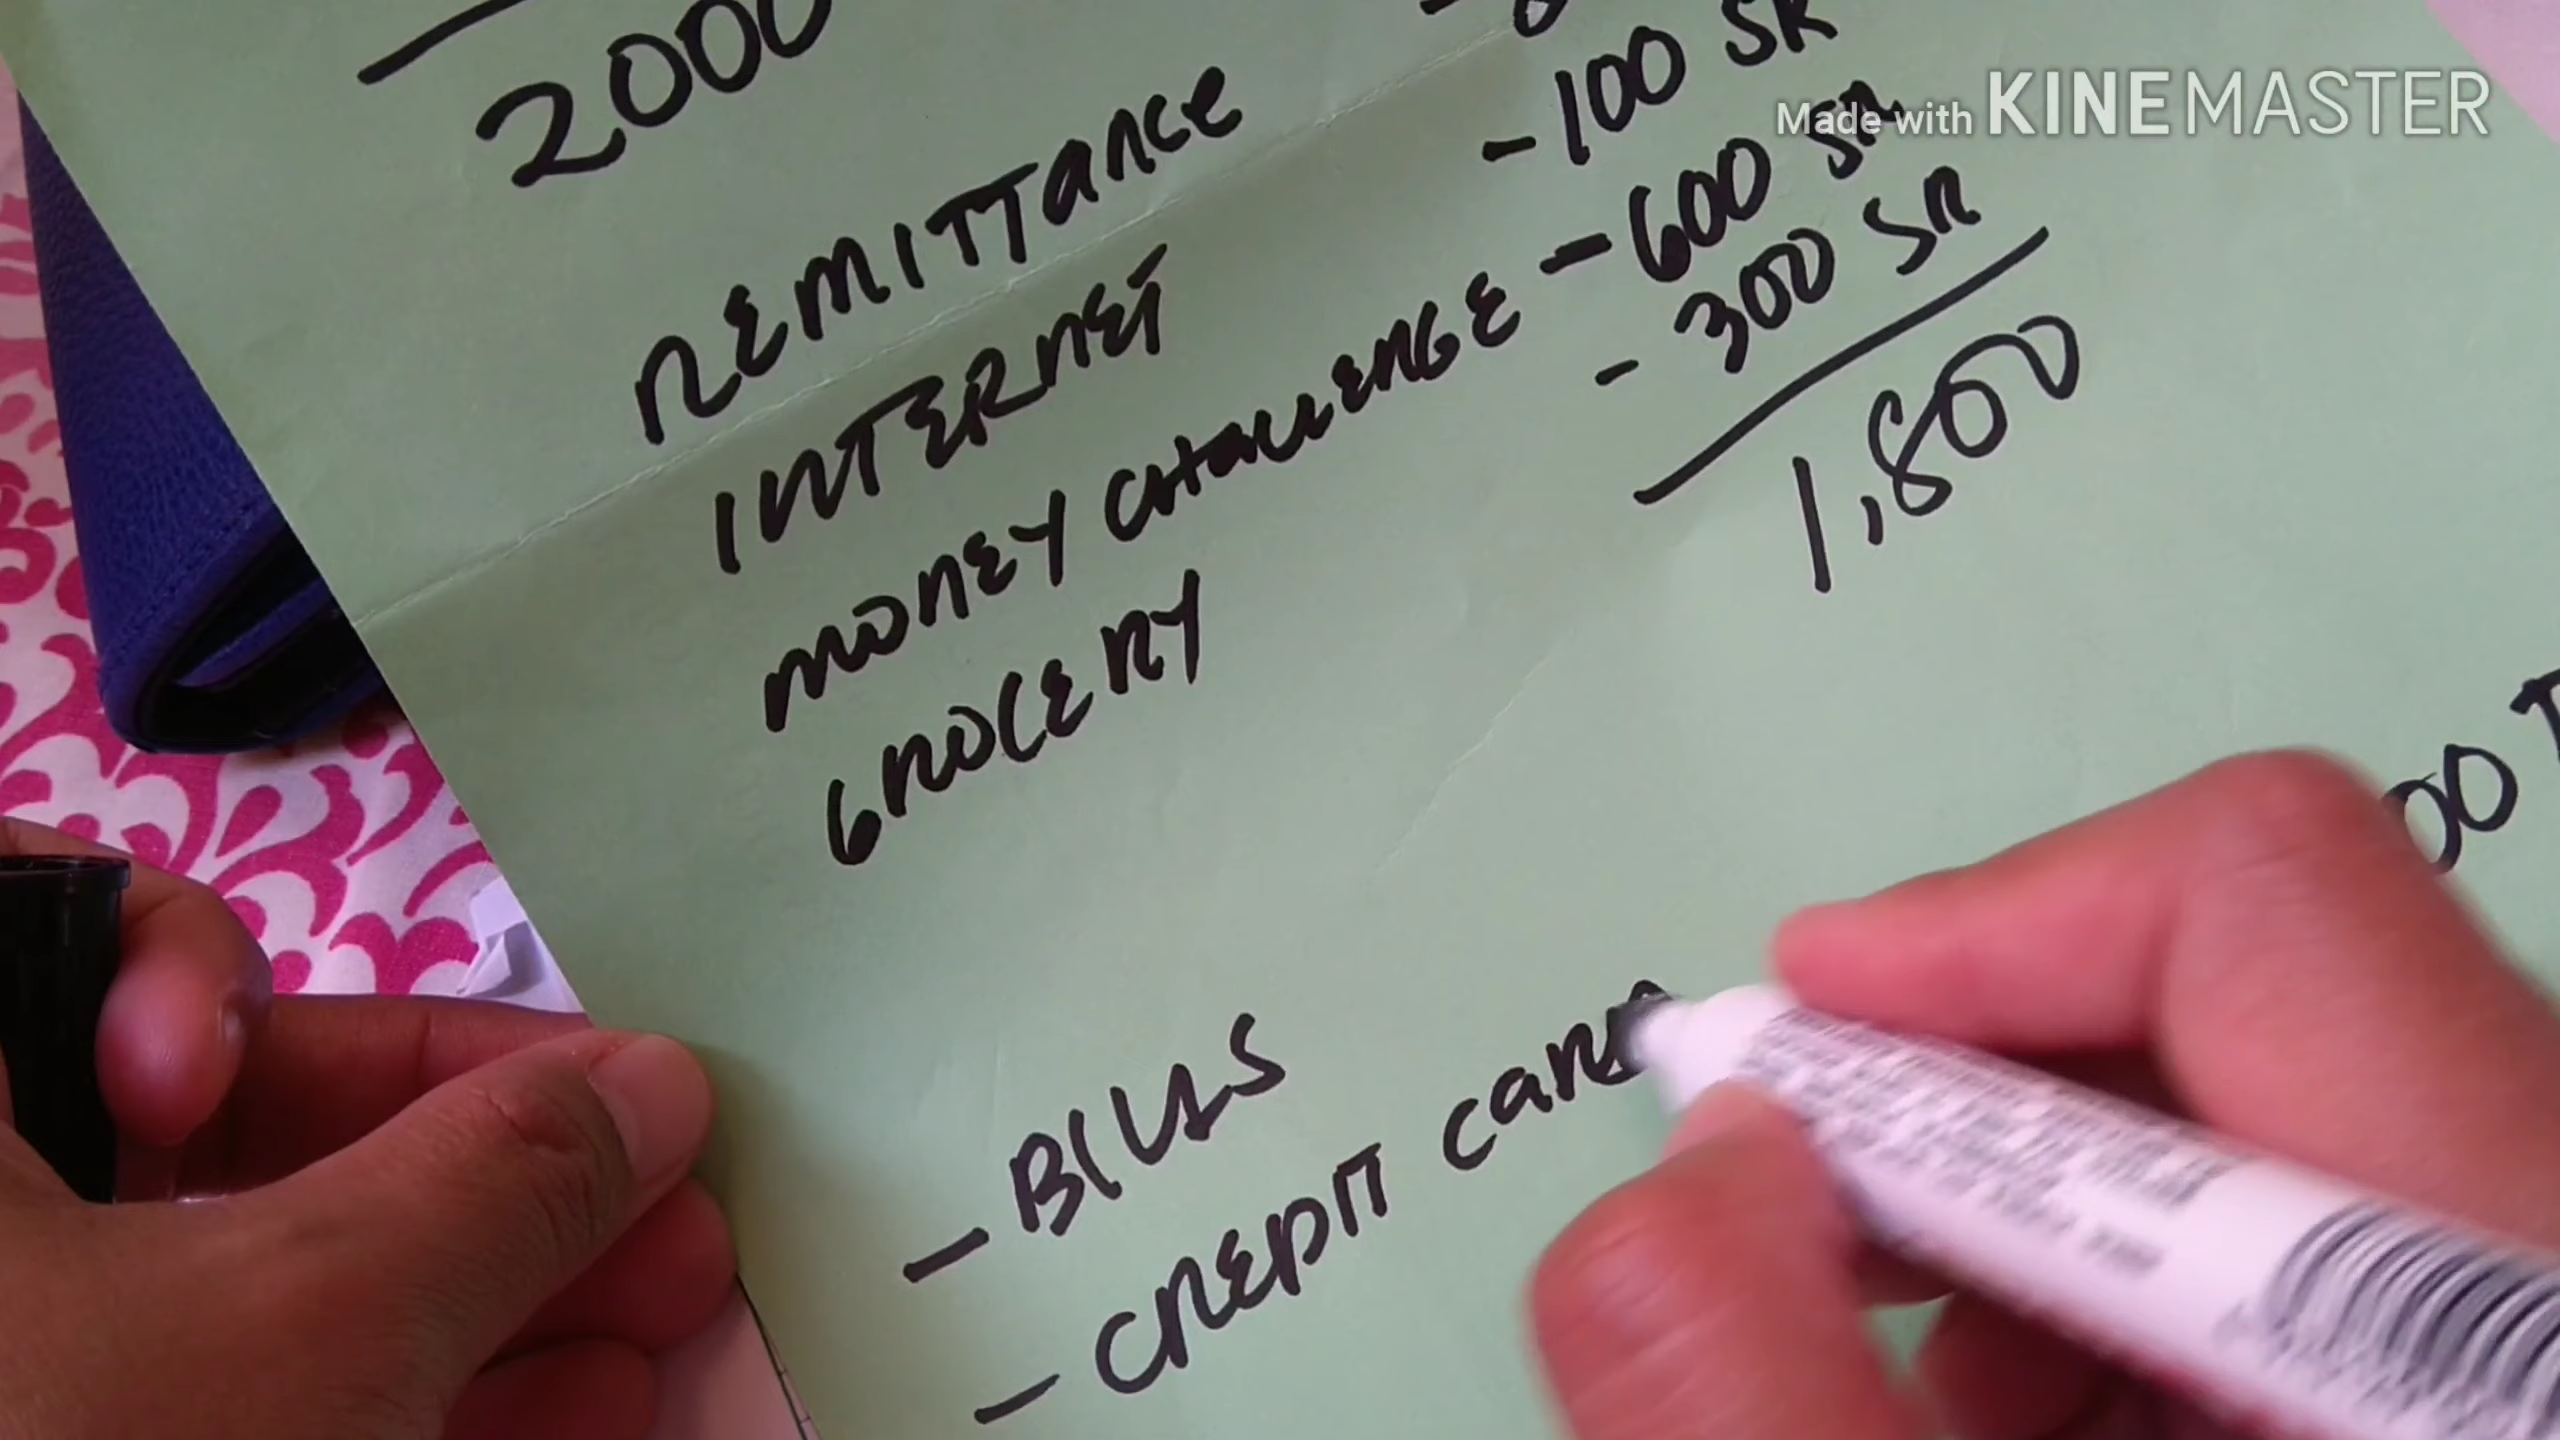 2000
REMITTANCE
INTERNET - 100 SR
MONEY CHALLENGE - 600 SR
GROCERY - 300 SR
1,800
- BILLS
- CREDIT CARD
Made with KINEMASTER